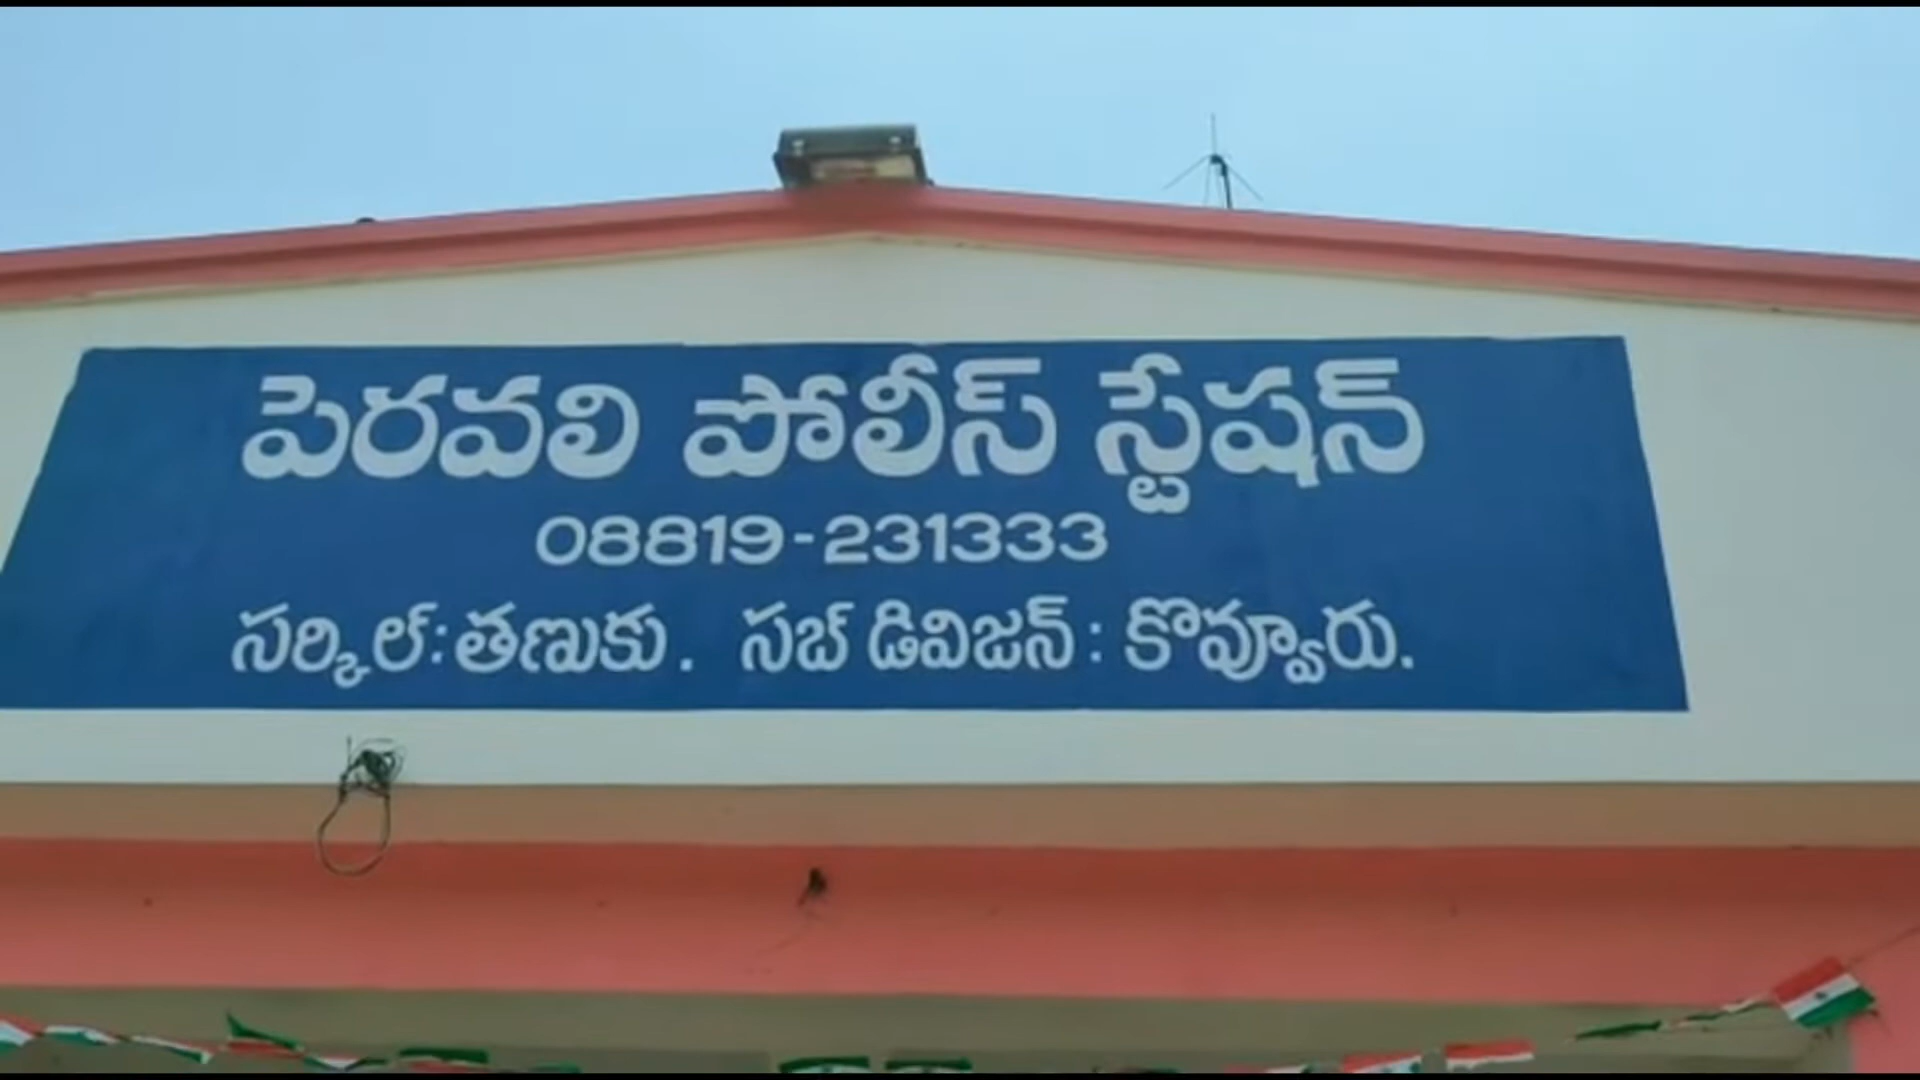 పెరవలి పోలీస్ స్టేషన్
08819-231333
సర్కిల్: తణుకు. సబ్ డివిజన్: కొవ్వూరు.